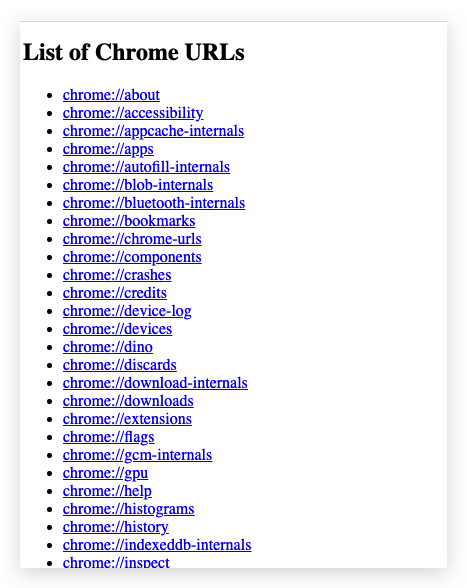 List of Chrome URLs
• chrome://about
• chrome://accessibility
• chrome://appcache-internals
• chrome://apps
• chrome://autofill-internals
• chrome://blob-internals
• chrome://bluetooth-internals
• chrome://bookmarks
• chrome://chrome-urls
• chrome://components
• chrome://crashes
• chrome://credits
• chrome://device-log
• chrome://devices
• chrome://dino
• chrome://discards
• chrome://download-internals
• chrome://downloads
• chrome://extensions
• chrome://flags
• chrome://gcm-internals
• chrome://gpu
• chrome://help
• chrome://histograms
• chrome://history
• chrome://indexeddb-internals
• chrome://inspect